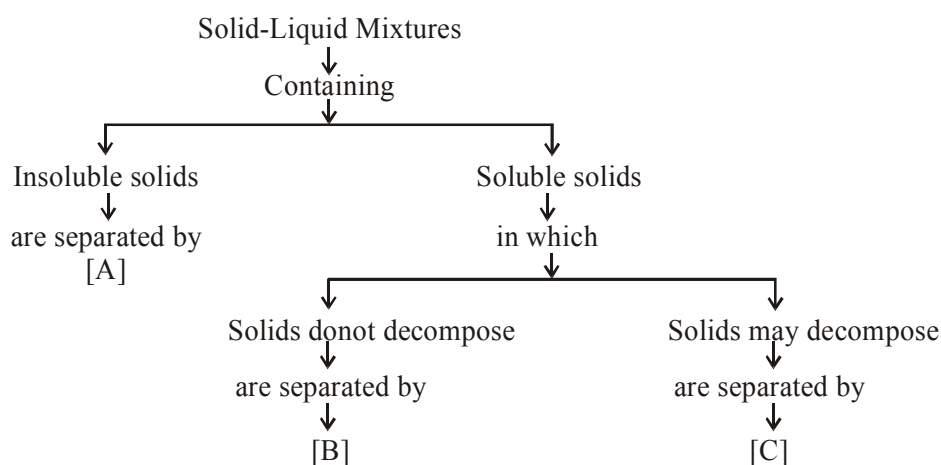 Solid-Liquid Mixtures
Containing
Insoluble solids
are separated by
[A]
Soluble solids
in which
Solids donot decompose
are separated by
[B]
Solids may decompose
are separated by
[C]